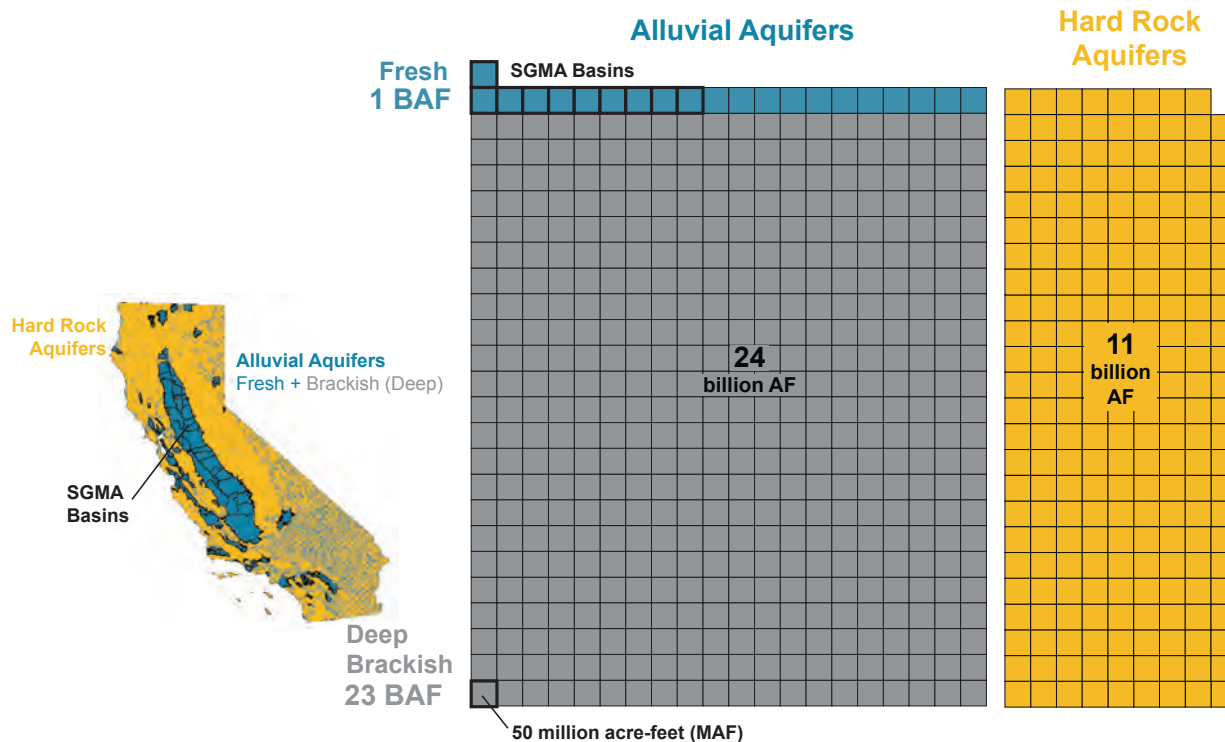 Alluvial Aquifers
Hard Rock
Aquifers
Fresh
1 BAF
SGMA Basins
24
billion AF
11
billion
AF
Hard Rock
Aquifers
Alluvial Aquifers
Fresh + Brackish (Deep)
SGMA
Basins
Deep
Brackish
23 BAF
50 million acre-feet (MAF)